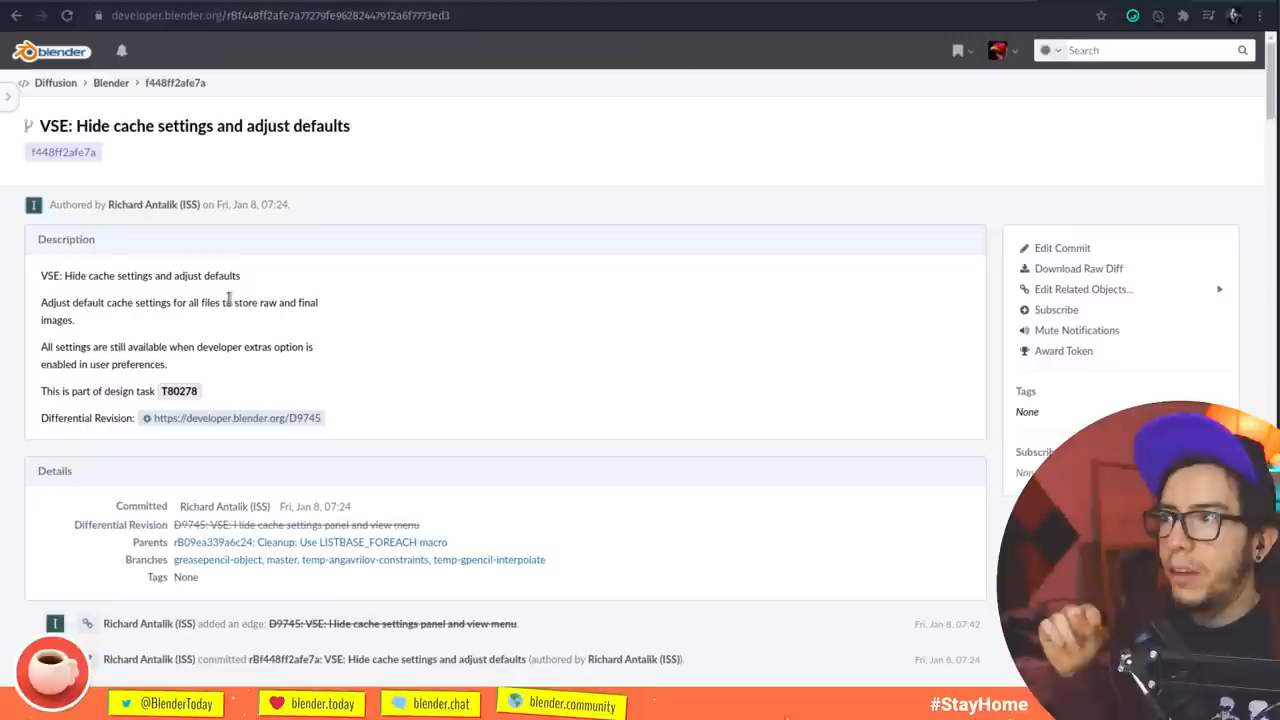 developer.blender.org/rBf448ff2afe7a77279fe96282447912a6f7773ed3
blender
Search
Diffusion
Blender
f448ff2afe7a
VSE: Hide cache settings and adjust defaults
f448ff2afe7a
Authored by Richard Antalik (ISS) on Fri, Jan 8, 07:24.
Description
VSE: Hide cache settings and adjust defaults
Adjust default cache settings for all files to store raw and final
images.
All settings are still available when developer extras option is
enabled in user preferences.
This is part of design task T80278
Differential Revision: https://developer.blender.org/D9745
Edit Commit
Download Raw Diff
Edit Related Objects...
Subscribe
Mute Notifications
Award Token
Tags
None
Details
Committed Richard Antalik (ISS) Fri, Jan 8, 07:24
Differential Revision D9745: VSE: Hide cache settings panel and view menu
Parents rB09ea339a6c24: Cleanup: Use LISTBASE_FOREACH macro
Branches greasepencil-object, master, temp-angavrilov-constraints, temp-gpencil-interpolate
Tags None
Richard Antalik (ISS) added an edge: D9745: VSE: Hide cache settings panel and view menu.
Fri, Jan 8, 07:42
Richard Antalik (ISS) committed rBf448ff2afe7a: VSE: Hide cache settings and adjust defaults (authored by Richard Antalik (ISS)).
Fri, Jan 8, 07:24
@BlenderToday
blender.today
blender.chat
blender.community
#StayHome